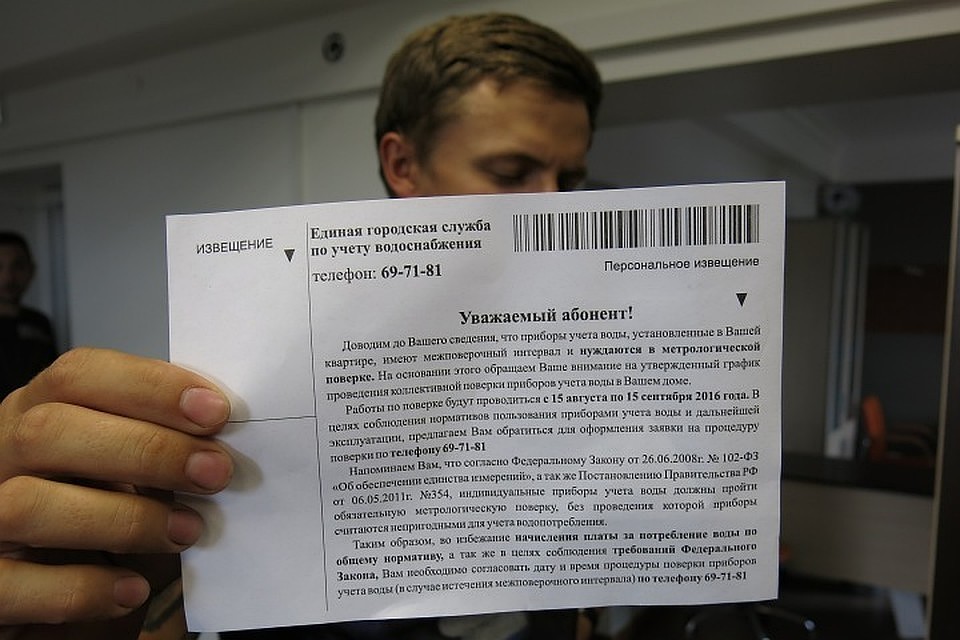 ИЗВЕЩЕНИЕ
Единая городская служба
по учету водоснабжения
телефон: 69-71-81
Персональное извещение
Уважаемый абонент!
Доводим до Вашего сведения, что приборы учета воды, установленные в Вашей
квартире, имеют межповерочный интервал и нуждаются в метрологической
поверке. На основании этого обращаем Ваше внимание на утвержденный график
проведения коллективной поверки приборов учета воды в Вашем доме.
Работы по поверке будут проводиться с 15 августа по 15 сентября 2016 года. В
целях соблюдения нормативов пользования приборами учета воды и дальнейшей
эксплуатации, предлагаем Вам обратиться для оформления заявки на процедуру
поверки по телефону 69-71-81
Напоминаем Вам, что согласно Федеральному Закону от 26.06.2008г. № 102-ФЗ
«Об обеспечении единства измерений», а так же Постановлению Правительства РФ
от 06.05.2011г. №354, индивидуальные приборы учета воды должны пройти
обязательную метрологическую поверку, без проведения которой приборы
считаются непригодными для учета водопотребления.
Таким образом, во избежание начисления платы за потребление воды по
общему нормативу, а так же в целях соблюдения требований Федерального
Закона, Вам необходимо согласовать дату и время процедуры поверки приборов
учета воды (в случае истечения межповерочного интервала) по телефону 69-71-81